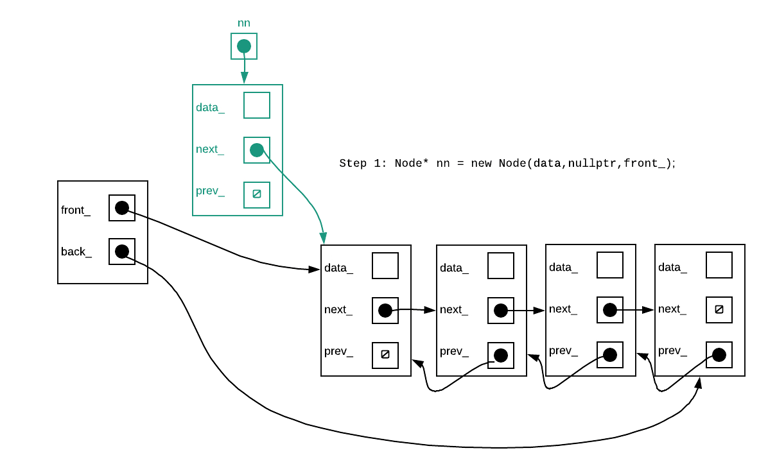 nn
data_
next_
prev_
Step 1: Node* nn = new Node(data,nullptr,front_);
front_
back_
data_
next_
prev_
data_
next_
prev_
data_
next_
prev_
data_
next_
prev_